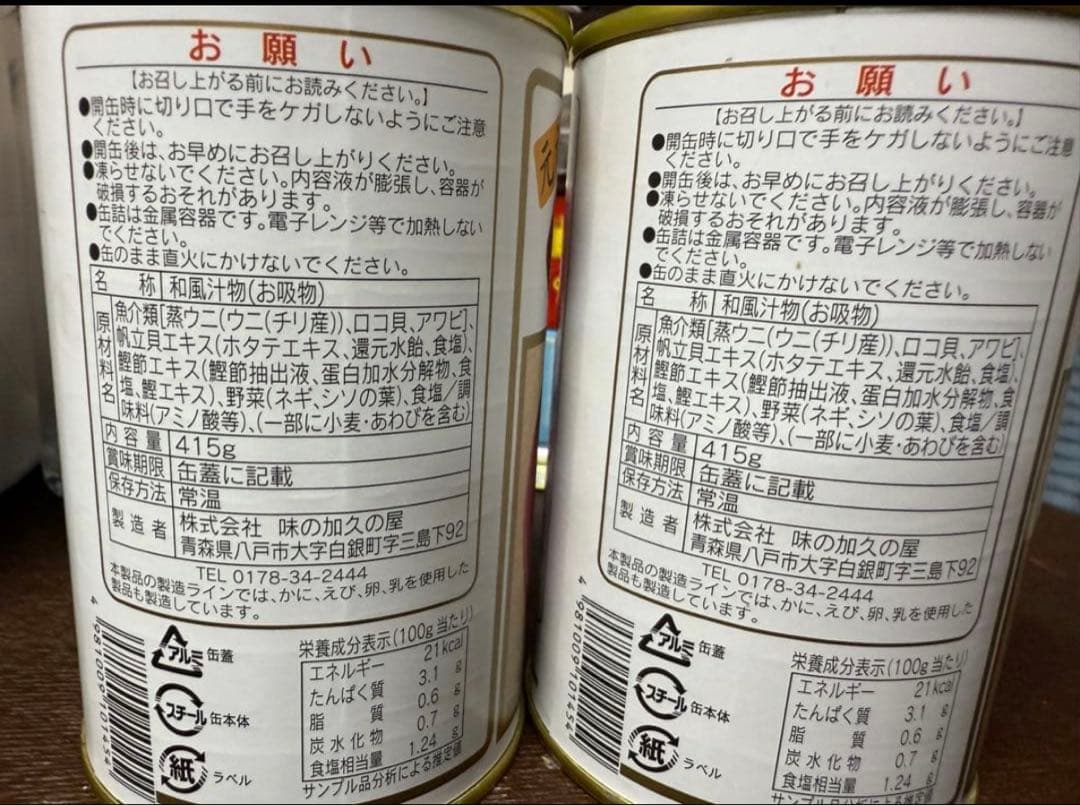 お願い
【お召し上がる前にお読みください。】
●開缶時に切り口で手をケガしないようにご注意
ください。
●開缶後は、お早めにお召し上がりください。
●凍らせないでください。内容液が膨張し、容器が
破損するおそれがあります。
●缶詰は金属容器です。電子レンジ等で加熱しない
でください。
●缶のまま直火にかけないでください。
名 称 和風汁物(お吸物)
原材料名 魚介類[蒸ウニ(ウニ(チリ産))、ロコ貝、アワビ]、
帆立貝エキス(ホタテエキス、還元水飴、食塩)、
鰹節エキス(鰹節抽出液、蛋白加水分解物、食
塩、鰹エキス)、野菜(ネギ、シソの葉)、食塩/調
味料(アミノ酸等)、(一部に小麦・あわびを含む)
内容量 415g
賞味期限 缶蓋に記載
保存方法 常温
製造者 株式会社 味の加久の屋
青森県八戸市大字白銀町字三島下92
TEL 0178-34-2444
本製品の製造ラインでは、かに、えび、卵、乳を使用した
製品も製造しています。
4 981009 101454
アルミ 缶蓋
スチール 缶本体
紙 ラベル
栄養成分表示(100g当たり)
エネルギー 21kcal
たんぱく質 3.1 g
脂質 0.6 g
炭水化物 0.7 g
食塩相当量 1.24 g
サンプル品分析による推定値
元
お願い
【お召し上がる前にお読みください。】
●開缶時に切り口で手をケガしないようにご注意
ください。
●開缶後は、お早めにお召し上がりください。
●凍らせないでください。内容液が膨張し、容器が
破損するおそれがあります。
●缶詰は金属容器です。電子レンジ等で加熱しない
でください。
●缶のまま直火にかけないでください。
名 称 和風汁物(お吸物)
原材料名 魚介類[蒸ウニ(ウニ(チリ産))、ロコ貝、アワビ]、
帆立貝エキス(ホタテエキス、還元水飴、食塩)、
鰹節エキス(鰹節抽出液、蛋白加水分解物、食
塩、鰹エキス)、野菜(ネギ、シソの葉)、食塩/調
味料(アミノ酸等)、(一部に小麦・あわびを含む)
内容量 415g
賞味期限 缶蓋に記載
保存方法 常温
製造者 株式会社 味の加久の屋
青森県八戸市大字白銀町字三島下92
TEL 0178-34-2444
本製品の製造ラインでは、かに、えび、卵、乳を使用した
製品も製造しています。
4 981009 101454
アルミ 缶蓋
スチール 缶本体
紙 ラベル
栄養成分表示(100g当たり)
エネルギー 21kcal
たんぱく質 3.1 g
脂質 0.6 g
炭水化物 0.7 g
食塩相当量 1.24 g
サンプル品分析による推定値